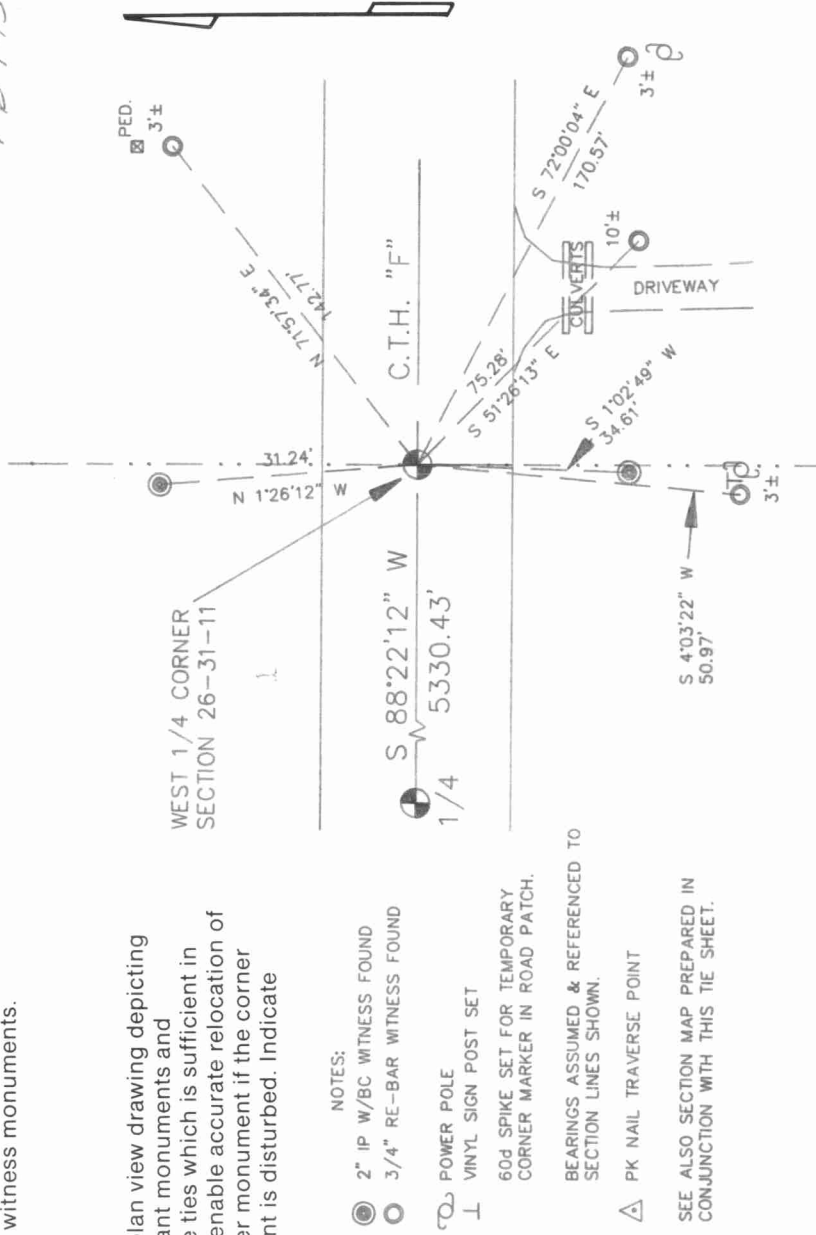 witness monuments.
lan view drawing depicting
ant monuments and
e ties which is sufficient in
enable accurate relocation of
er monument if the corner
nt is disturbed. Indicate
NOTES:
2" IP W/BC WITNESS FOUND
3/4" RE-BAR WITNESS FOUND
POWER POLE
VINYL SIGN POST SET
60d SPIKE SET FOR TEMPORARY
CORNER MARKER IN ROAD PATCH.
BEARINGS ASSUMED & REFERENCED TO
SECTION LINES SHOWN.
PK NAIL TRAVERSE POINT
SEE ALSO SECTION MAP PREPARED IN
CONJUNCTION WITH THIS TIE SHEET.
WEST 1/4 CORNER
SECTION 26-31-11
1/4
S 88°22'12" W
5330.43'
C.T.H. "F"
N 1°26'12" W
31.24'
N 71°57'34" E
142.77'
PED.
3'±
S 72°00'04" E
170.57'
3'±
75.28'
S 51°26'13" E
10'±
CULVERTS
DRIVEWAY
S 1°02'49" W
34.61'
S 4°03'22" W
50.97'
3'±